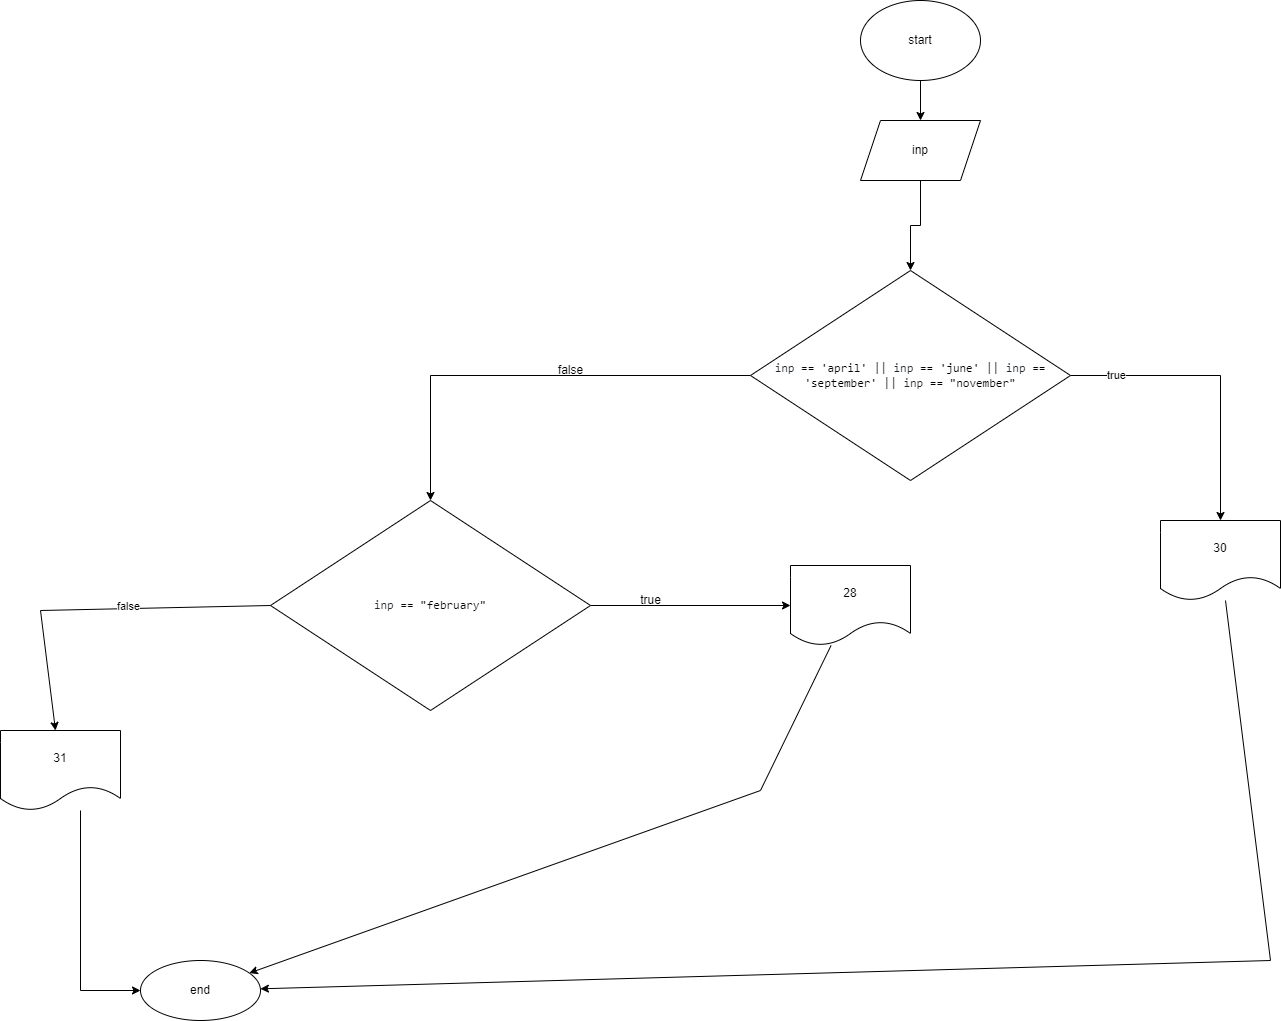 start
inp
inp == 'april' || inp == 'june' || inp ==
'september' || inp == "november"
false
true
30
inp == "february"
true
28
false
31
end